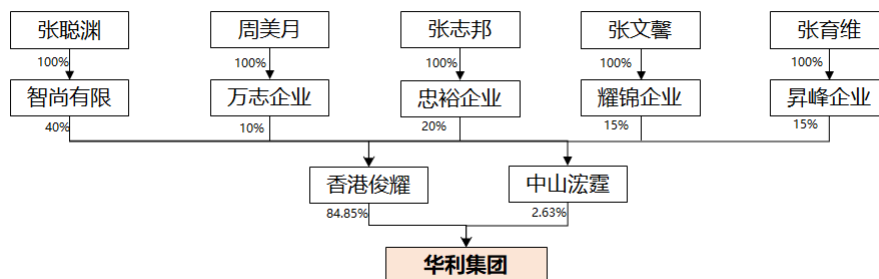 张聪渊 周美月 张志邦 张文馨 张育维
100% 100% 100% 100% 100%
智尚有限 万志企业 忠裕企业 耀锦企业 昇峰企业
40% 10% 20% 15% 15%
香港俊耀 中山浤霆
84.85% 2.63%
华利集团